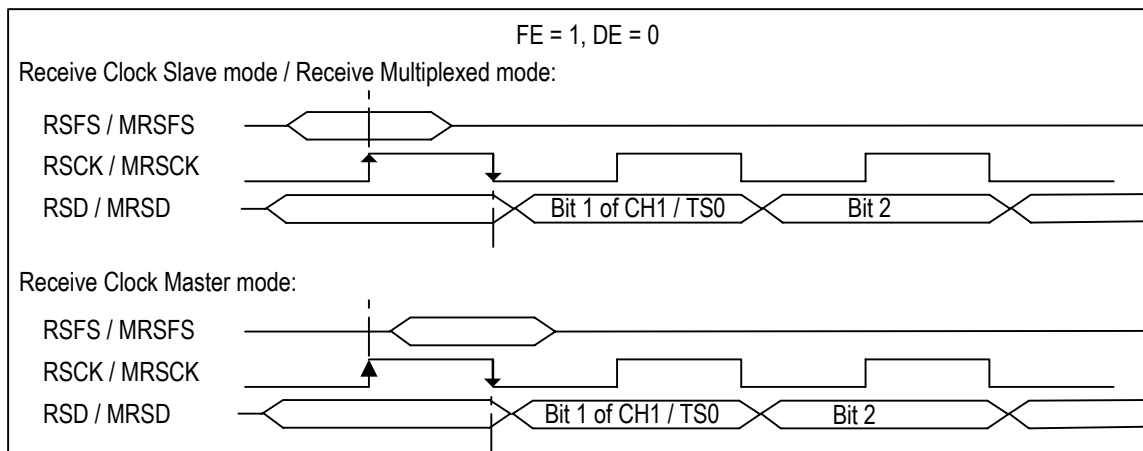 FE = 1, DE = 0
Receive Clock Slave mode / Receive Multiplexed mode:
RSFS / MRSFS
RSCK / MRSCK
RSD / MRSD
Bit 1 of CH1 / TS0
Bit 2
Receive Clock Master mode:
RSFS / MRSFS
RSCK / MRSCK
RSD / MRSD
Bit 1 of CH1 / TS0
Bit 2